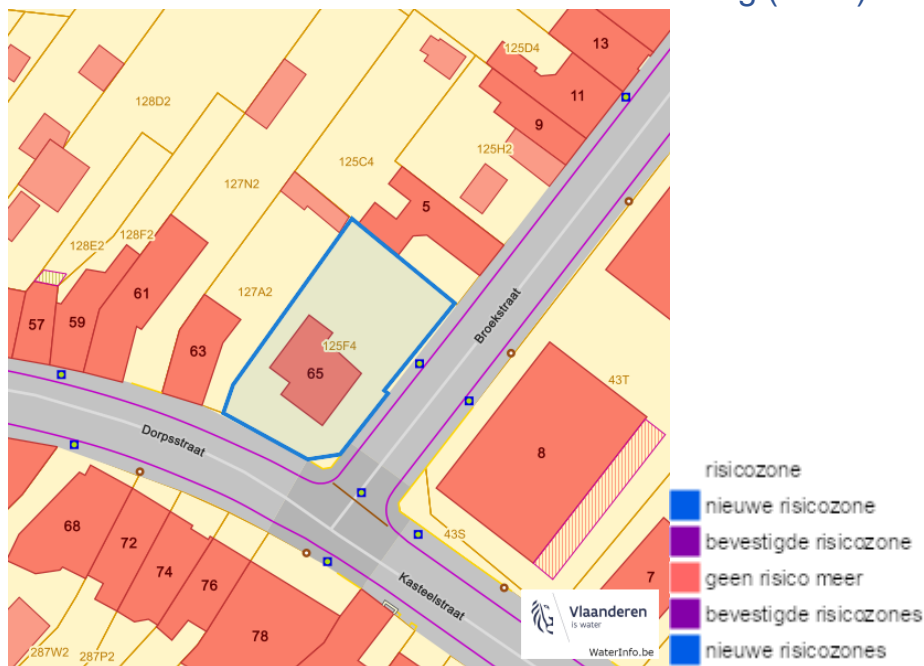 13
125D4
11
128D2
9
125H2
125C4
127N2
5
128F2
128E2
61
127A2
57
59
Broekstraat
63
125F4
65
43T
Dorpsstraat
8
68
72
43S
74
76
7
Kasteelstraat
78
287W2
287P2
Vlaanderen
is water
WaterInfo.be
risicozone
nieuwe risicozone
bevestigde risicozone
geen risico meer
bevestigde risicozones
nieuwe risicozones